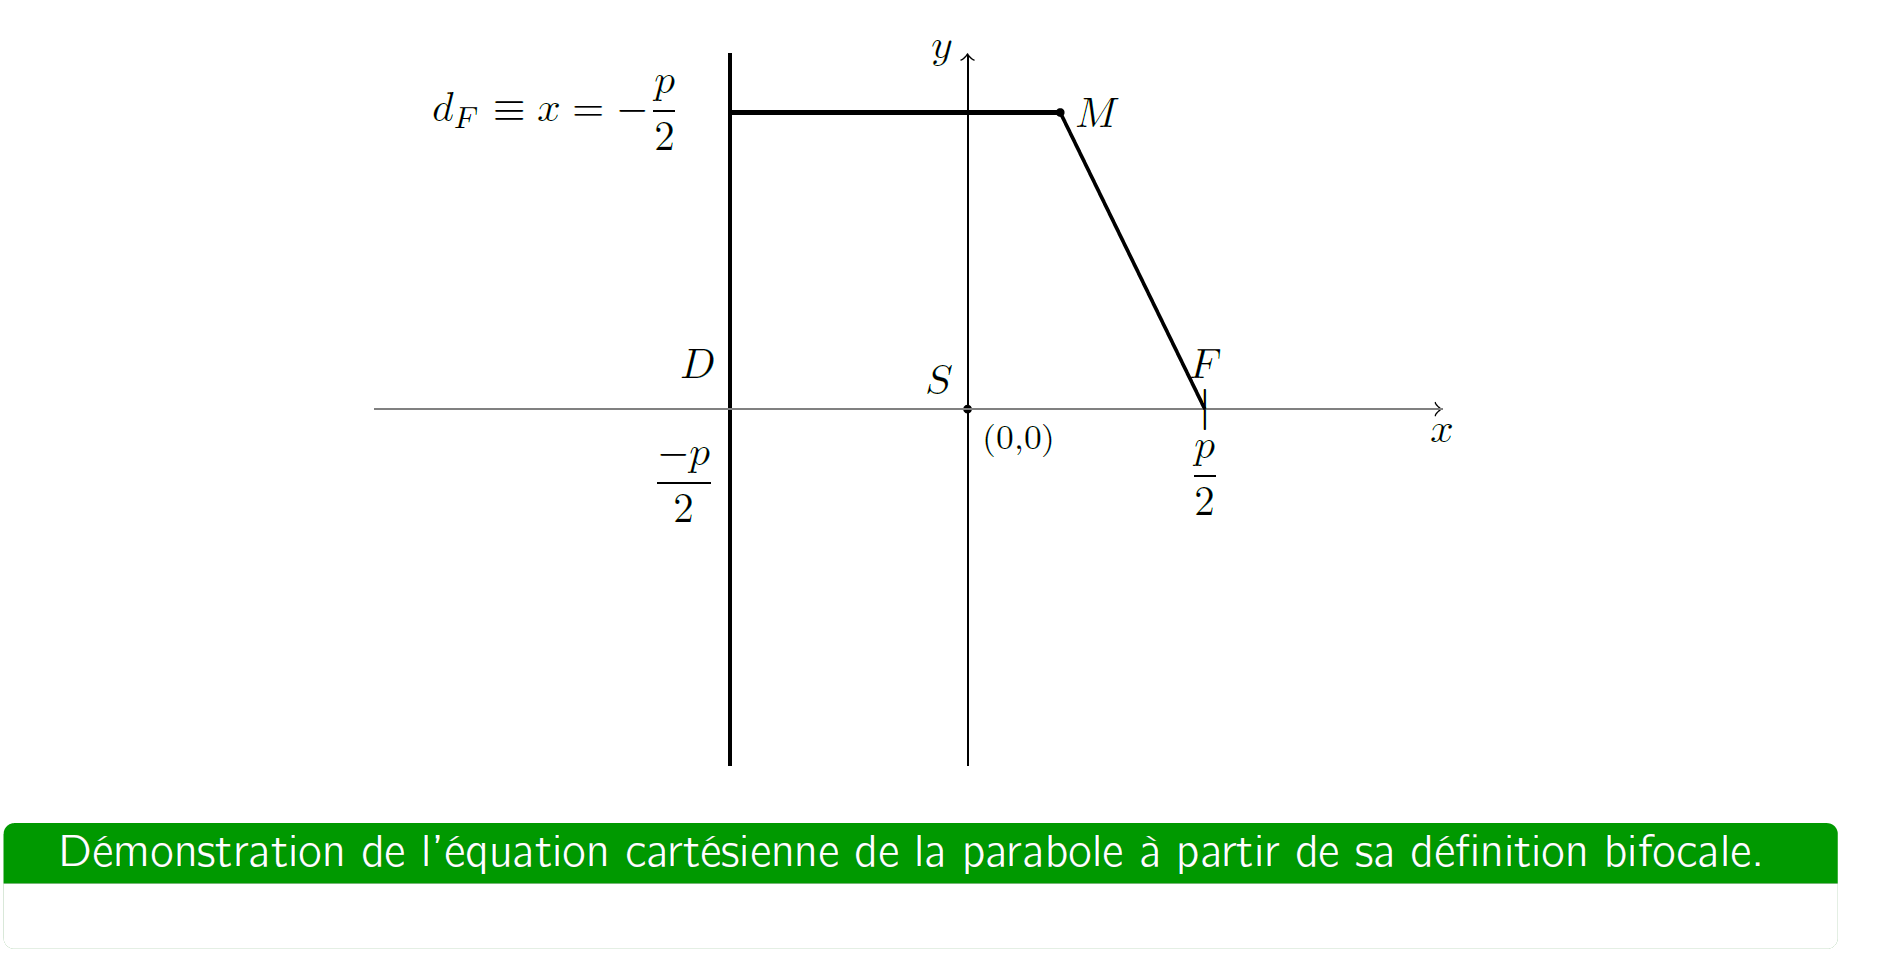 y
d_F ≡ x = −p/2
M
D
F
S
(0,0)
x
−p/2
p/2
Démonstration de l'équation cartésienne de la parabole à partir de sa définition bifocale.